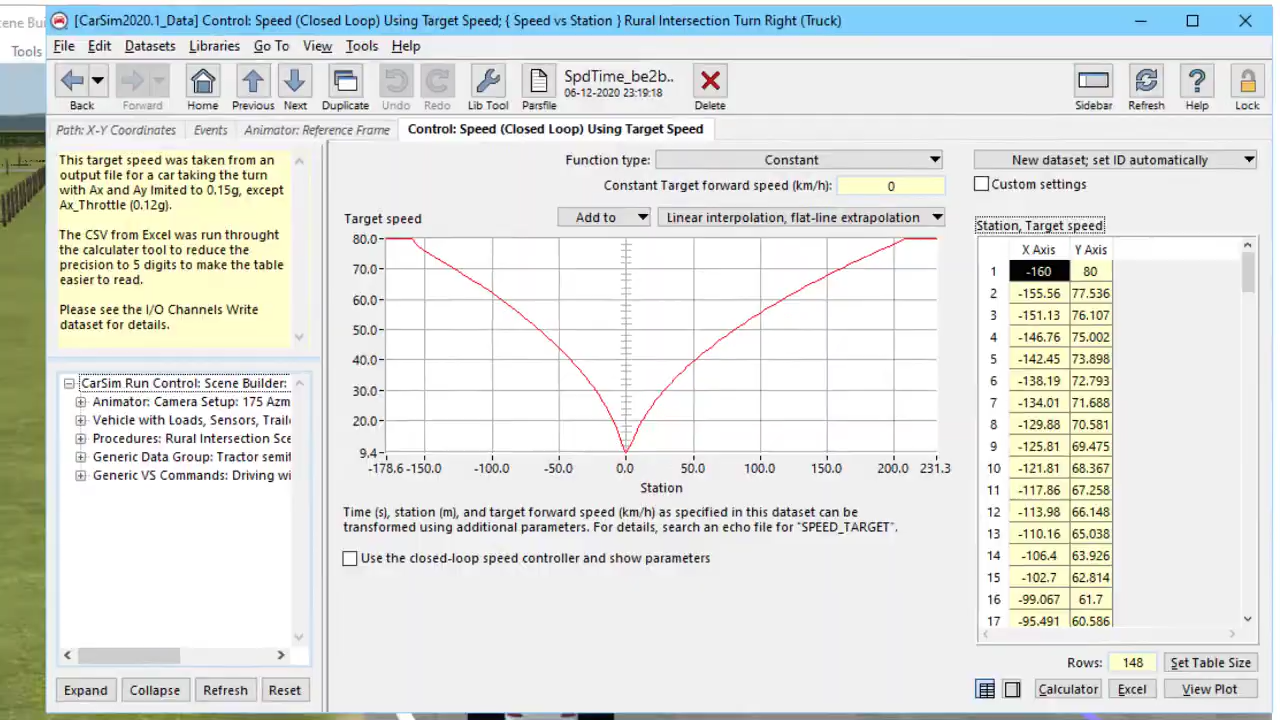 cene Bui
Tools
[CarSim2020.1_Data] Control: Speed (Closed Loop) Using Target Speed; { Speed vs Station } Rural Intersection Turn Right (Truck)
File Edit Datasets Libraries Go To View Tools Help
SpdTime_be2b..
06-12-2020 23:19:18
Back Forward Home Previous Next Duplicate Undo Redo Lib Tool Parsfile Delete Sidebar Refresh Help Lock
Path: X-Y Coordinates Events Animator: Reference Frame Control: Speed (Closed Loop) Using Target Speed
This target speed was taken from an
output file for a car taking the turn
with Ax and Ay lmited to 0.15g, except
Ax_Throttle (0.12g).
The CSV from Excel was run throught
the calculater tool to reduce the
precision to 5 digits to make the table
easier to read.
Please see the I/O Channels Write
dataset for details.
CarSim Run Control: Scene Builder:
Animator: Camera Setup: 175 Azm
Vehicle with Loads, Sensors, Traile
Procedures: Rural Intersection Sce
Generic Data Group: Tractor semit
Generic VS Commands: Driving wi
Expand Collapse Refresh Reset
Function type: Constant
Constant Target forward speed (km/h): 0
Target speed Add to Linear interpolation, flat-line extrapolation
80.0
70.0
60.0
50.0
40.0
30.0
20.0
9.4
-178.6 -150.0 -100.0 -50.0 0.0 50.0 100.0 150.0 200.0 231.3
Station
Time (s), station (m), and target forward speed (km/h) as specified in this dataset can be
transformed using additional parameters. For details, search an echo file for "SPEED_TARGET".
Use the closed-loop speed controller and show parameters
New dataset; set ID automatically
Custom settings
Station, Target speed
X Axis Y Axis
1 -160 80
2 -155.56 77.536
3 -151.13 76.107
4 -146.76 75.002
5 -142.45 73.898
6 -138.19 72.793
7 -134.01 71.688
8 -129.88 70.581
9 -125.81 69.475
10 -121.81 68.367
11 -117.86 67.258
12 -113.98 66.148
13 -110.16 65.038
14 -106.4 63.926
15 -102.7 62.814
16 -99.067 61.7
17 -95.491 60.586
Rows: 148 Set Table Size
Calculator Excel View Plot